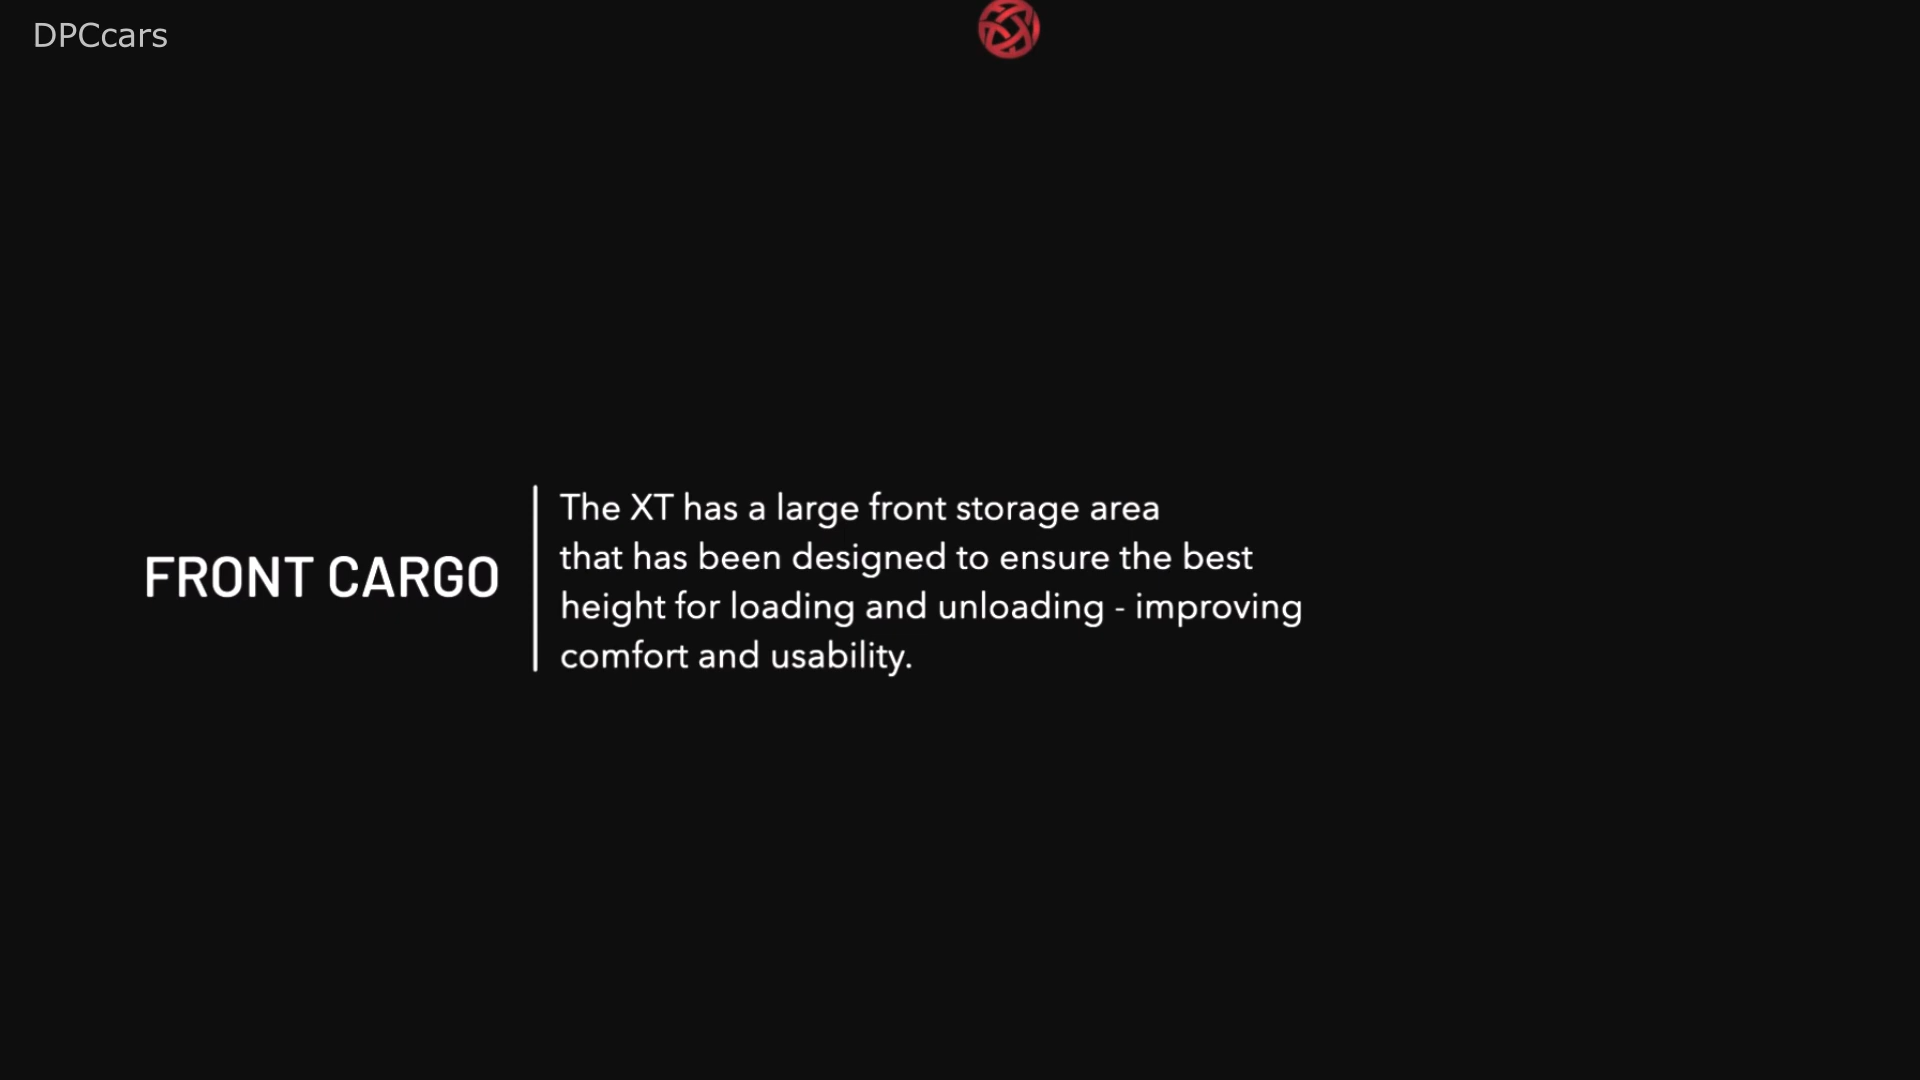 DPCcars
FRONT CARGO
The XT has a large front storage area
that has been designed to ensure the best
height for loading and unloading - improving
comfort and usability.